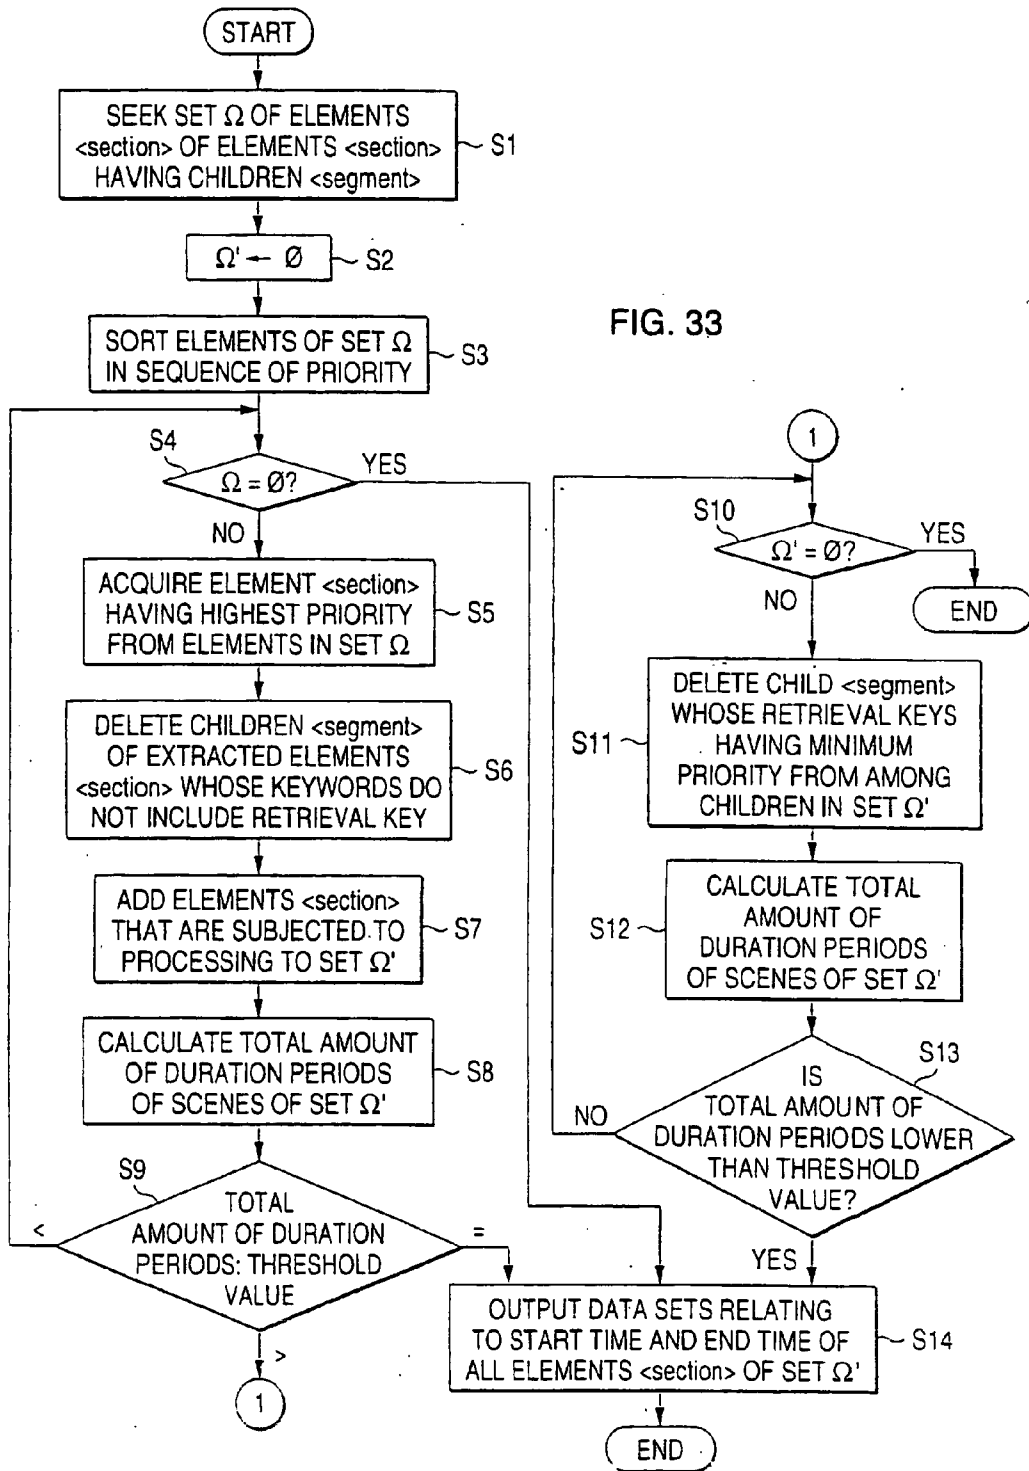 START
SEEK SET Ω OF ELEMENTS
<section> OF ELEMENTS <section>
HAVING CHILDREN <segment>
S1
Ω' ← Ø
S2
SORT ELEMENTS OF SET Ω
IN SEQUENCE OF PRIORITY
S3
S4
Ω = Ø?
YES
NO
ACQUIRE ELEMENT <section>
HAVING HIGHEST PRIORITY
FROM ELEMENTS IN SET Ω
S5
DELETE CHILDREN <segment>
OF EXTRACTED ELEMENTS
<section> WHOSE KEYWORDS DO
NOT INCLUDE RETRIEVAL KEY
S6
ADD ELEMENTS <section>
THAT ARE SUBJECTED TO
PROCESSING TO SET Ω'
S7
CALCULATE TOTAL AMOUNT
OF DURATION PERIODS
OF SCENES OF SET Ω'
S8
S9
TOTAL
AMOUNT OF DURATION
PERIODS: THRESHOLD
VALUE
<
=
>
1
FIG. 33
1
S10
Ω' = Ø?
YES
END
NO
DELETE CHILD <segment>
WHOSE RETRIEVAL KEYS
HAVING MINIMUM
PRIORITY FROM AMONG
CHILDREN IN SET Ω'
S11
CALCULATE TOTAL
AMOUNT OF
DURATION PERIODS
OF SCENES OF SET Ω'
S12
S13
IS
TOTAL AMOUNT OF
DURATION PERIODS LOWER
THAN THRESHOLD
VALUE?
NO
YES
OUTPUT DATA SETS RELATING
TO START TIME AND END TIME OF
ALL ELEMENTS <section> OF SET Ω'
S14
END